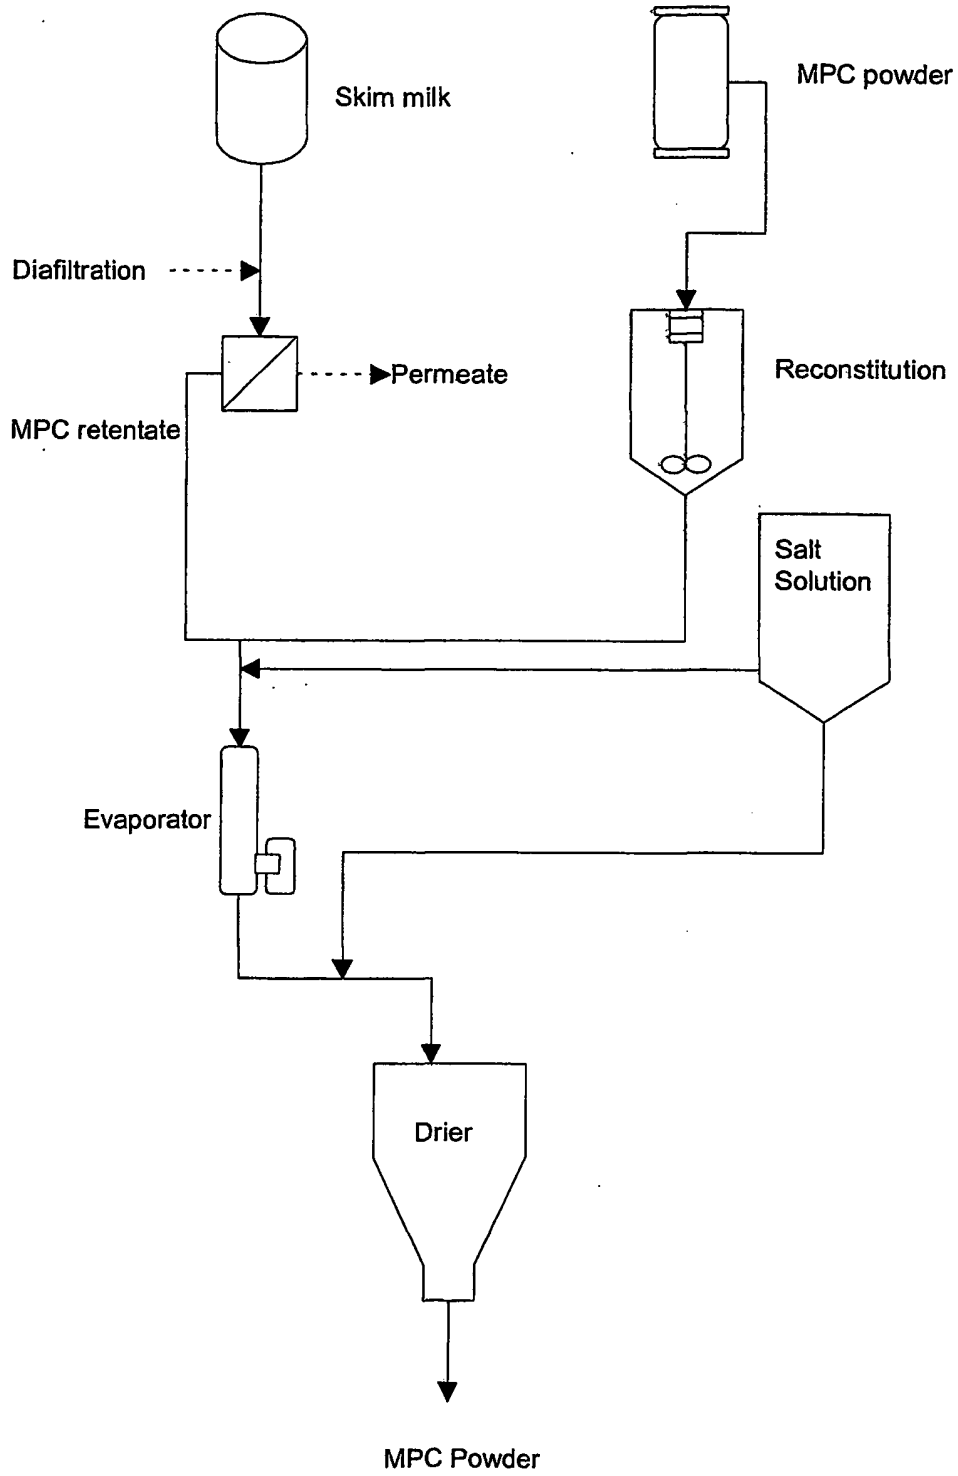 MPC powder
Skim milk
Diafiltration
Permeate
Reconstitution
MPC retentate
Salt
Solution
Evaporator
Drier
MPC Powder